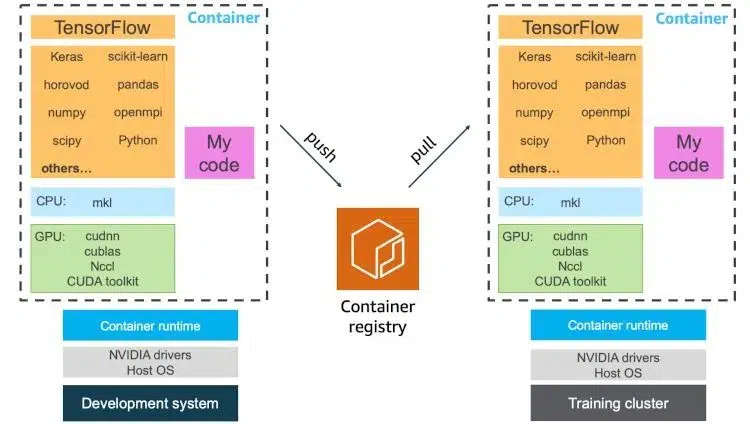 Container
TensorFlow
Keras scikit-learn
horovod pandas
numpy openmpi
scipy Python
others...
My
code
CPU: mkl
GPU: cudnn
cublas
Nccl
CUDA toolkit
Container runtime
NVIDIA drivers
Host OS
Development system
push
pull
Container
registry
Container
TensorFlow
Keras scikit-learn
horovod pandas
numpy openmpi
scipy Python
others...
My
code
CPU: mkl
GPU: cudnn
cublas
Nccl
CUDA toolkit
Container runtime
NVIDIA drivers
Host OS
Training cluster